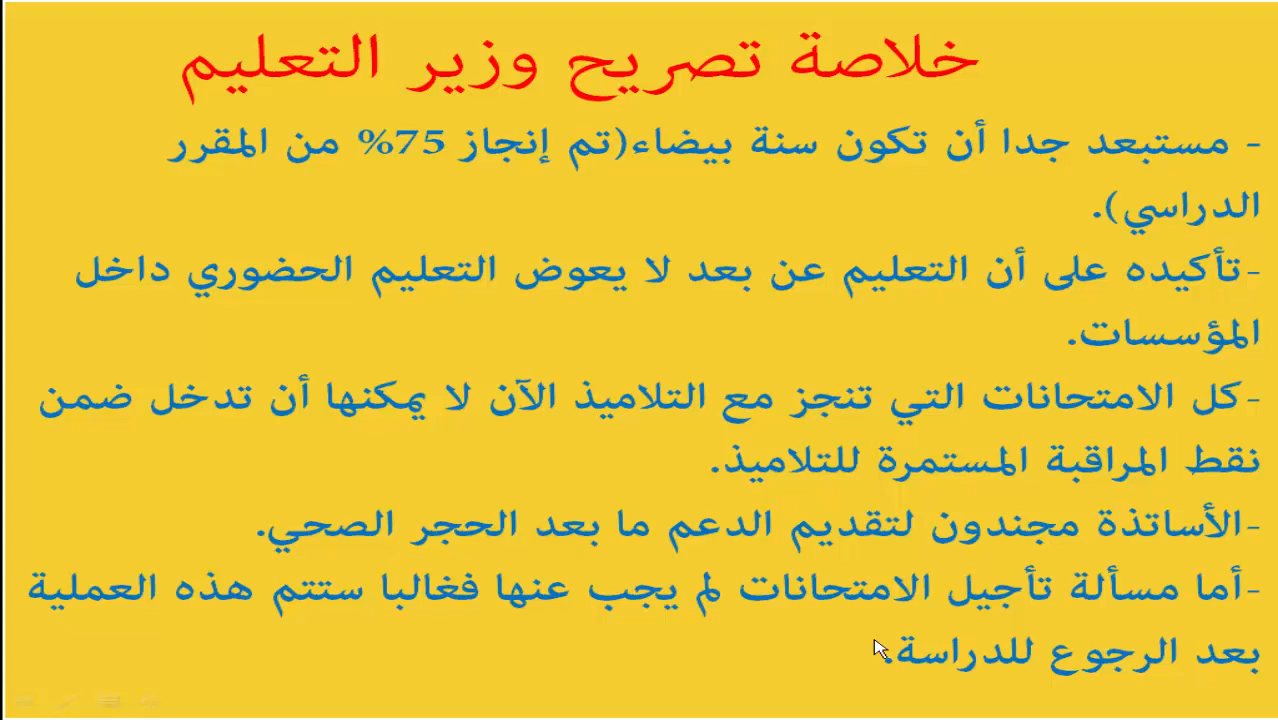 خلاصة تصريح وزير التعليم
- مستبعد جدا أن تكون سنة بيضاء(تم إنجاز 75% من المقرر
الدراسي).
-تأكيده على أن التعليم عن بعد لا يعوض التعليم الحضوري داخل
المؤسسات.
-كل الامتحانات التي تنجز مع التلاميذ الآن لا يمكنها أن تدخل ضمن
نقط المراقبة المستمرة للتلاميذ.
-الأساتذة مجندون لتقديم الدعم ما بعد الحجر الصحي.
-أما مسألة تأجيل الامتحانات لم يجب عنها فغالبا ستتم هذه العملية
بعد الرجوع للدراسة.